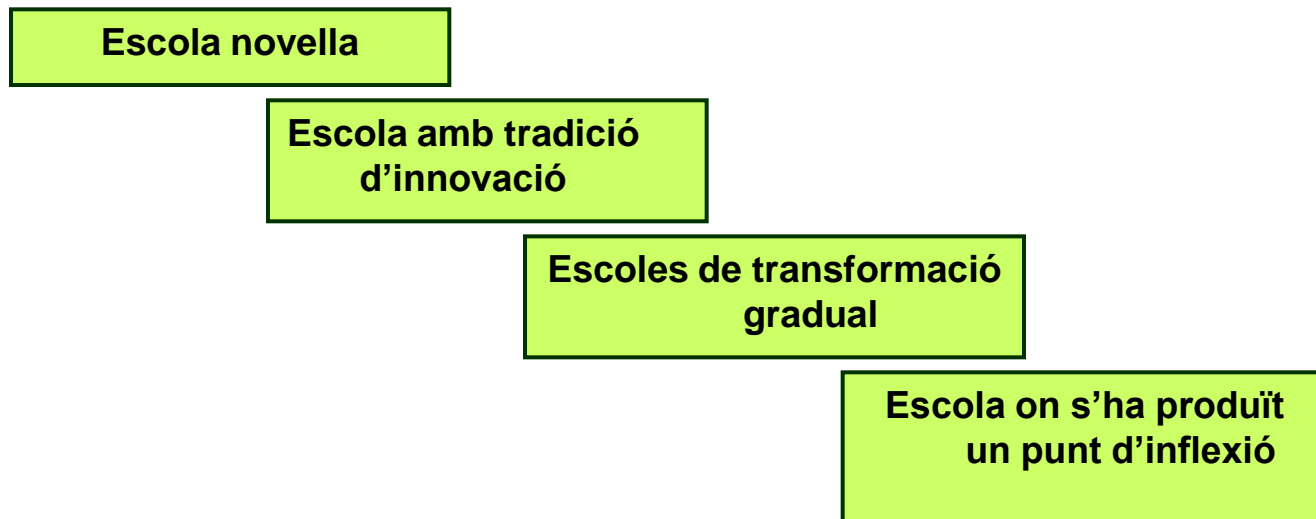 Escola novella
Escola amb tradició
d’innovació
Escoles de transformació
gradual
Escola on s’ha produït
un punt d’inflexió